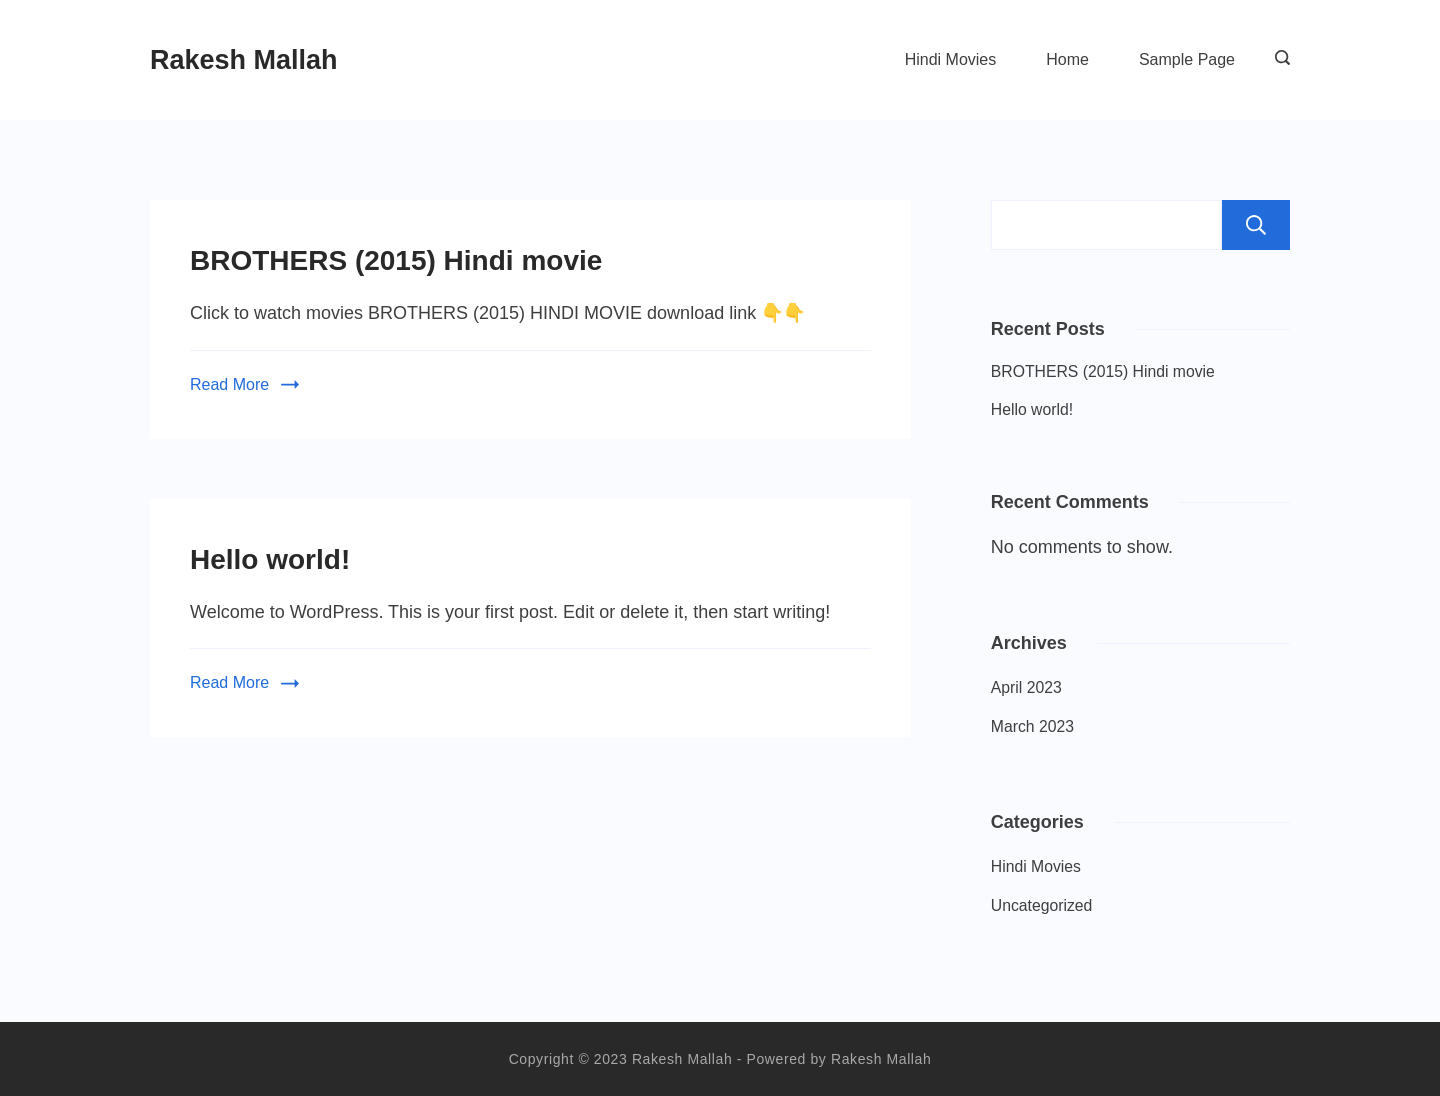 Rakesh Mallah
Hindi Movies
Home
Sample Page
BROTHERS (2015) Hindi movie
Click to watch movies BROTHERS (2015) HINDI MOVIE download link 👇👇
Read More
Hello world!
Welcome to WordPress. This is your first post. Edit or delete it, then start writing!
Read More
Recent Posts
BROTHERS (2015) Hindi movie
Hello world!
Recent Comments
No comments to show.
Archives
April 2023
March 2023
Categories
Hindi Movies
Uncategorized
Copyright © 2023 Rakesh Mallah - Powered by Rakesh Mallah